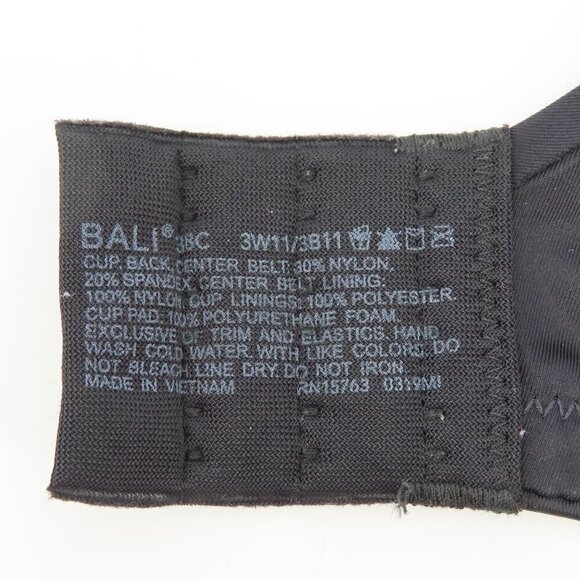 BALI® 38C 3W11/3B11
CUP, BACK, CENTER BELT: 80% NYLON.
20% SPANDEX CENTER BELT LINING:
100% NYLON CUP LININGS: 100% POLYESTER.
CUP PAD: 100% POLYURETHANE FOAM
EXCLUSIVE OF TRIM AND ELASTICS. HAND
WASH COLD WATER. WITH LIKE COLORS. DO
NOT BLEACH LINE DRY. DO NOT IRON
MADE IN VIETNAM RN15763 0319MI